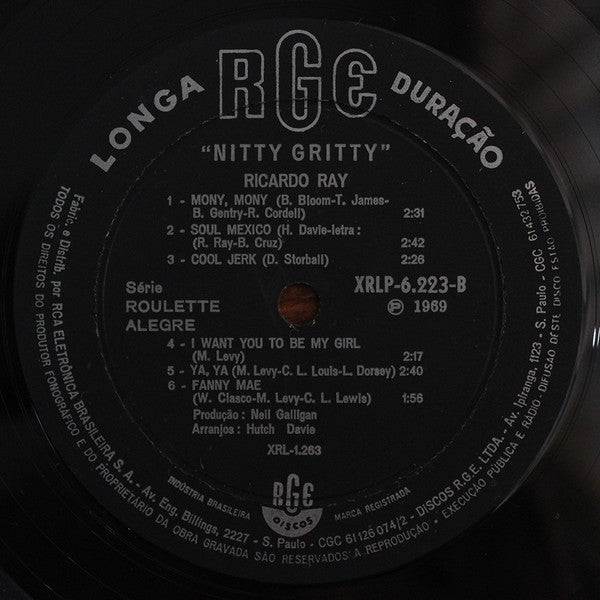 LONGA RGE DURAÇÃO
"NITTY GRITTY"
RICARDO RAY
1 - MONY, MONY (B. Bloom-T. James-
B. Gentry-R. Cordell) 2:31
2 - SOUL MEXICO (H. Davie-letra:
(R. Ray-B. Cruz) 2:42
3 - COOL JERK (D. Storball) 2:26
Série
ROULETTE
ALEGRE
XRLP-6.223-B
Ⓟ 1969
4 - I WANT YOU TO BE MY GIRL
(M. Levy) 2:17
5 - YA, YA (M. Levy-C. L. Louis-L. Dorsey) 2:40
6 - FANNY MAE
(W. Clasco-M. Levy-C. L. Lewis) 1:56
Produção: Neil Galligan
Arranjos: Hutch Davie
XRL-1.263
INDÚSTRIA BRASILEIRA
RGE
DISCOS
MARCA REGISTRADA
Fabric. e Distrib. por RCA ELETRÔNICA BRASILEIRA S. A. - Av. Eng. Billings, 2227 - S. Paulo - CGC 61126074/2 - DISCOS R.G.E. LTDA. - Av. Ipiranga, 1123 - S. Paulo - CGC 61432753
TODOS OS DIREITOS DO PRODUTOR FONOGRÁFICO E DO PROPRIETÁRIO DA OBRA GRAVADA SÃO RESERVADOS. A REPRODUÇÃO • EXECUÇÃO PÚBLICA E RÁDIO-DIFUSÃO DÊSTE DISCO ESTÃO PROIBIDAS